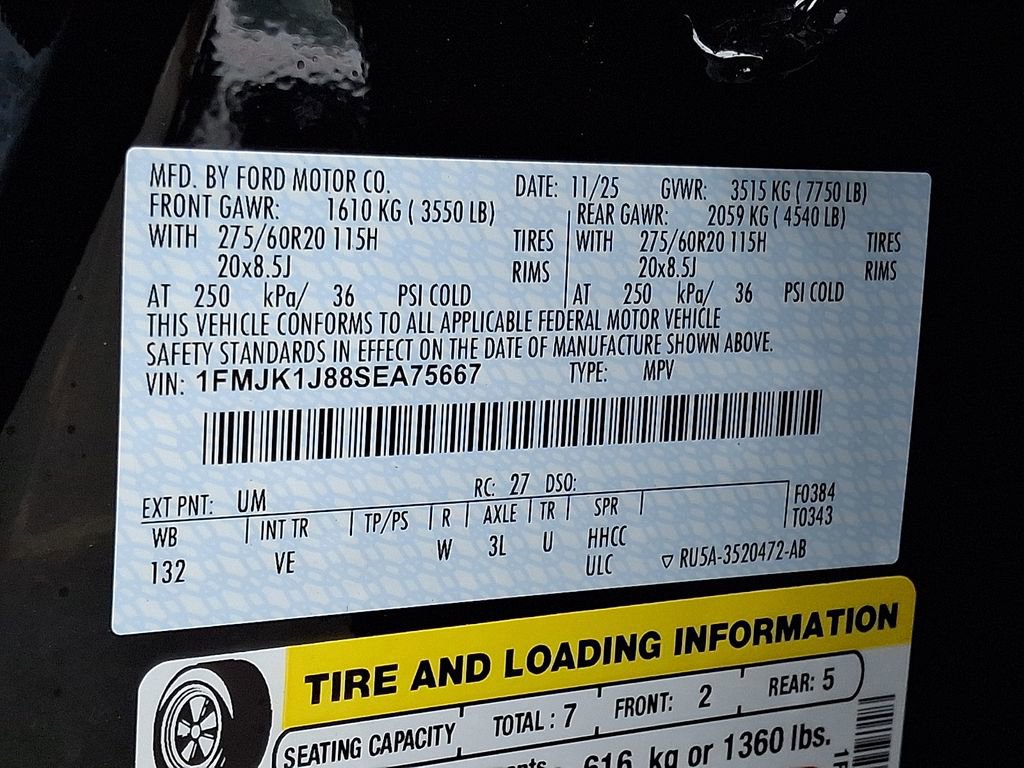 MFD. BY FORD MOTOR CO. DATE: 11/25 GVWR: 3515 KG ( 7750 LB)
FRONT GAWR: 1610 KG ( 3550 LB) REAR GAWR: 2059 KG ( 4540 LB)
WITH 275/60R20 115H TIRES WITH 275/60R20 115H TIRES
20x8.5J RIMS 20x8.5J RIMS
AT 250 kPa/ 36 PSI COLD AT 250 kPa/ 36 PSI COLD
THIS VEHICLE CONFORMS TO ALL APPLICABLE FEDERAL MOTOR VEHICLE
SAFETY STANDARDS IN EFFECT ON THE DATE OF MANUFACTURE SHOWN ABOVE.
VIN: 1FMJK1J88SEA75667 TYPE: MPV
EXT PNT: UM RC: 27 DSO:
WB INT TR TP/PS R AXLE TR SPR F0384
T0343
132 VE W 3L U HHCC
ULC ▽ RU5A-3520472-AB
TIRE AND LOADING INFORMATION
SEATING CAPACITY TOTAL : 7 FRONT: 2 REAR: 5
616 kg or 1360 lbs.